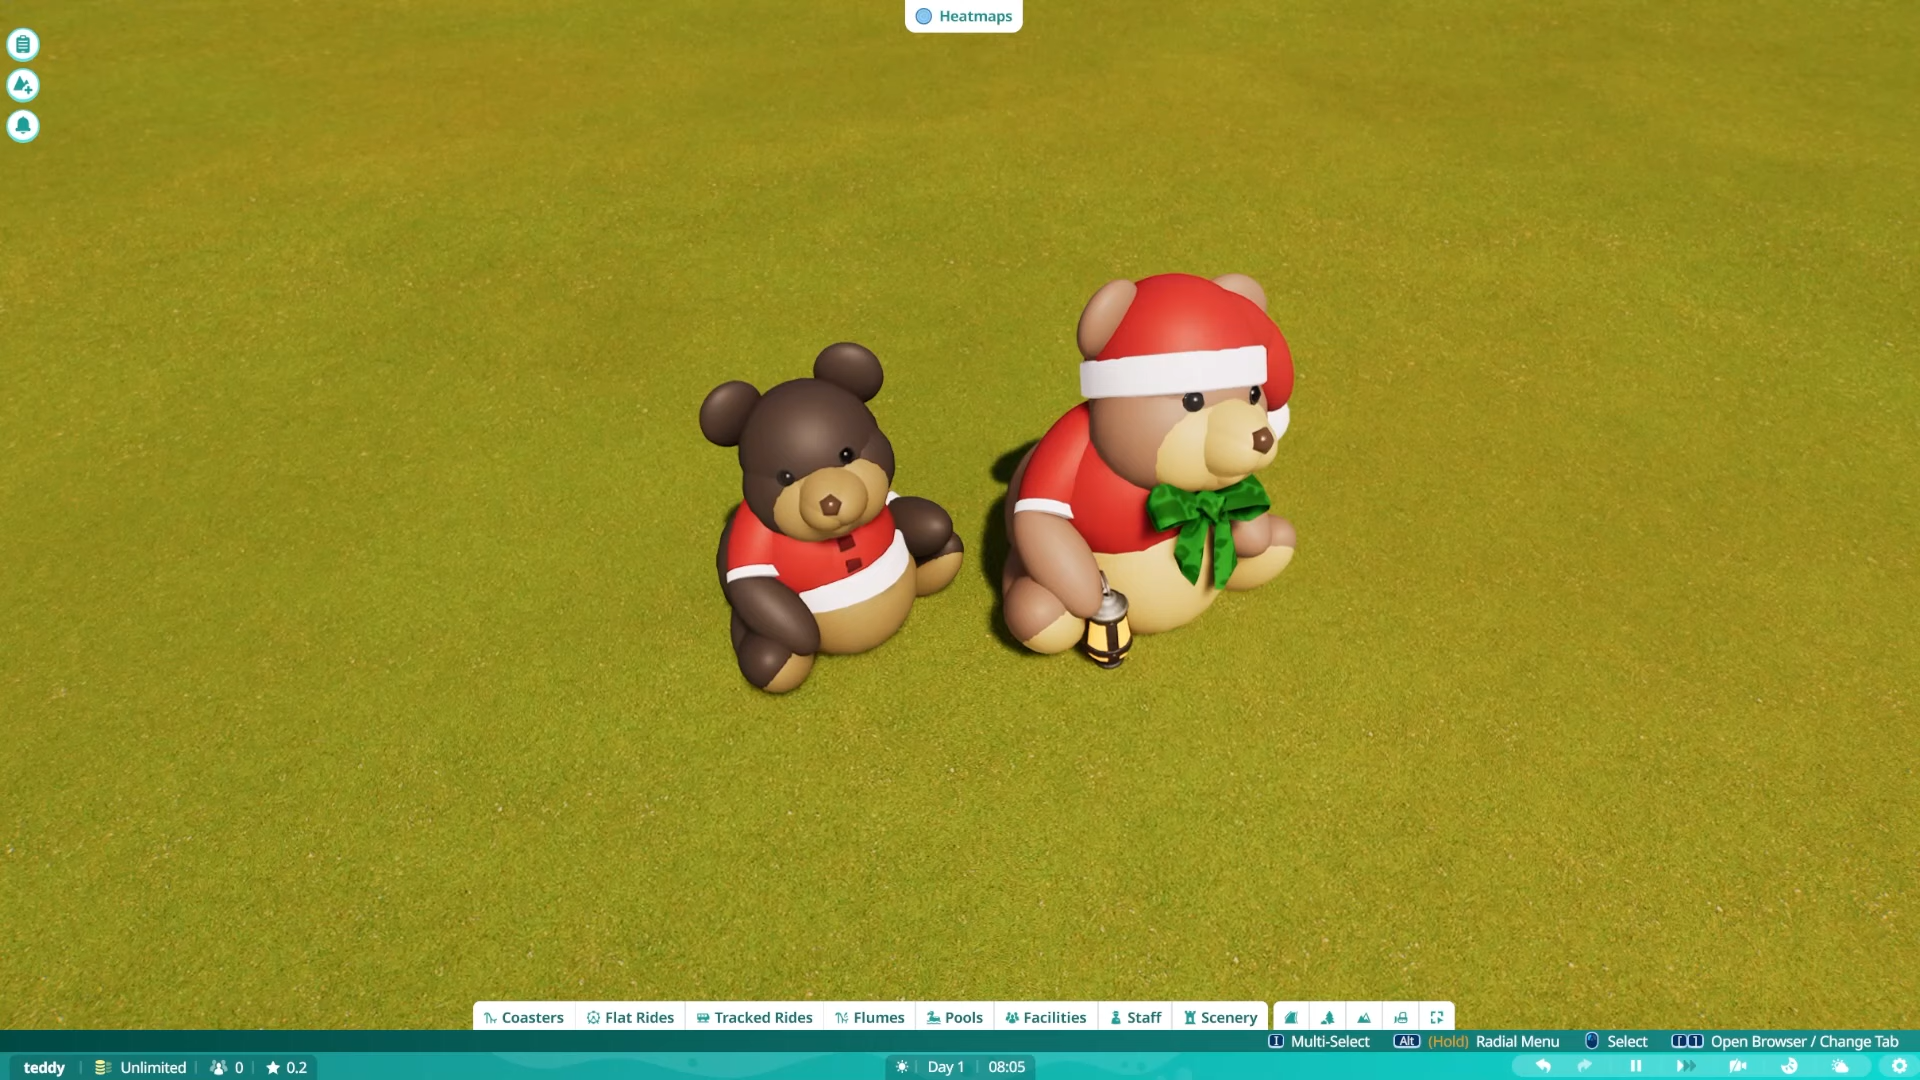 Heatmaps
Coasters Flat Rides Tracked Rides Flumes Pools Facilities Staff Scenery
I Multi-Select Alt (Hold) Radial Menu Select [ ] Open Browser / Change Tab
teddy Unlimited 0 0.2 Day 1 08:05